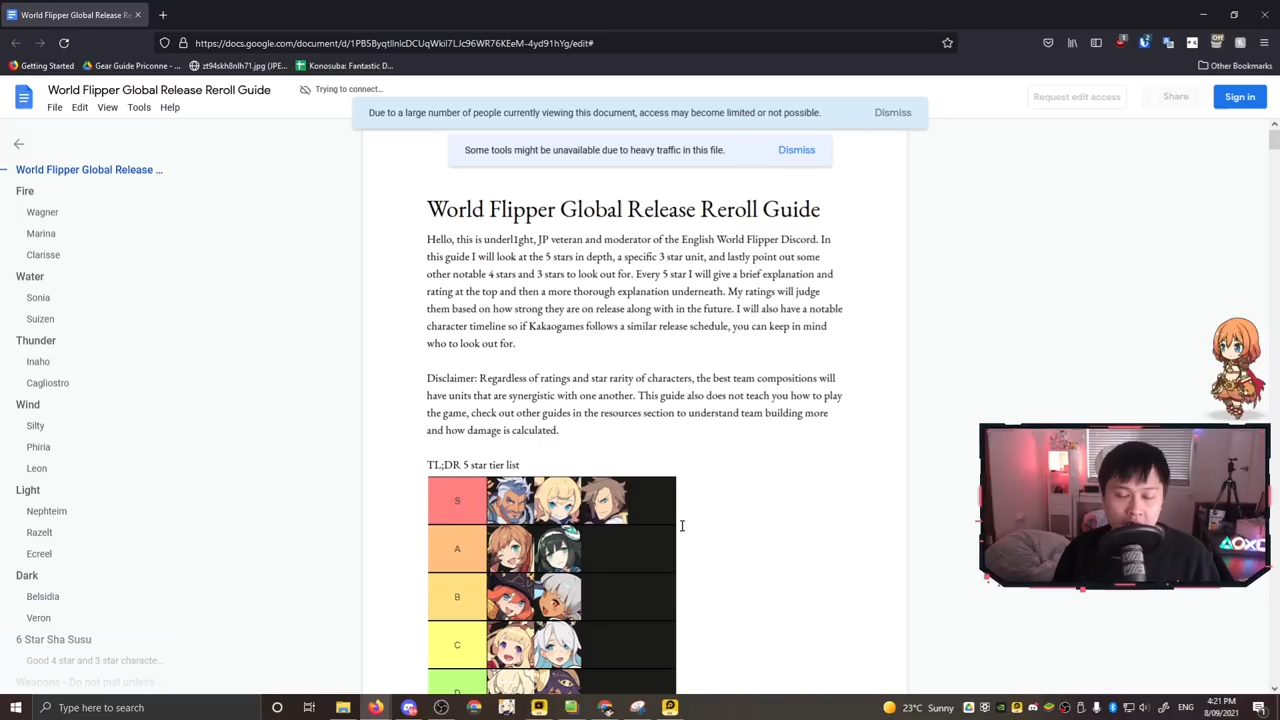 World Flipper Global Release Re
https://docs.google.com/document/d/1PB5ByqtlInlcDCUqWkil7LJc96WR76KEeM-4yd91hYg/edit#
Getting Started
Gear Guide Priconne - ...
zt94skh8nlh71.jpg (JPE...
Konosuba: Fantastic D...
Other Bookmarks
World Flipper Global Release Reroll Guide
Trying to connect...
File Edit View Tools Help
Request edit access
Share
Sign in
Due to a large number of people currently viewing this document, access may become limited or not possible.
Dismiss
Some tools might be unavailable due to heavy traffic in this file.
Dismiss
World Flipper Global Release ...
Fire
Wagner
Marina
Clarisse
Water
Sonia
Suizen
Thunder
Inaho
Cagliostro
Wind
Silty
Phiria
Leon
Light
Nephteim
Razelt
Ecreel
Dark
Belsidia
Veron
6 Star Sha Susu
Good 4 star and 3 star characte...
Weapons - Do not pull unless ...
World Flipper Global Release Reroll Guide
Hello, this is underl1ght, JP veteran and moderator of the English World Flipper Discord. In
this guide I will look at the 5 stars in depth, a specific 3 star unit, and lastly point out some
other notable 4 stars and 3 stars to look out for. Every 5 star I will give a brief explanation and
rating at the top and then a more thorough explanation underneath. My ratings will judge
them based on how strong they are on release along with in the future. I will also have a notable
character timeline so if Kakaogames follows a similar release schedule, you can keep in mind
who to look out for.
Disclaimer: Regardless of ratings and star rarity of characters, the best team compositions will
have units that are synergistic with one another. This guide also does not teach you how to play
the game, check out other guides in the resources section to understand team building more
and how damage is calculated.
TL;DR 5 star tier list
S
A
B
C
D
AOXD
Type here to search
23°C Sunny
ENG
4:21 PM
8/09/2021